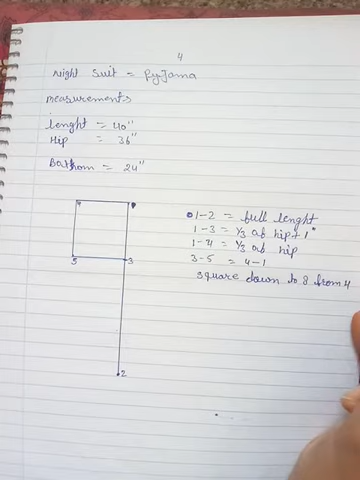 4
night suit = PyJama
measurements
lenght = 40"
Hip = 36"
Bathom = 24"
4
5
3
2
1-2 = full lenght
1-3 = 1/3 of hip + 1"
1-4 = 1/3 of hip
3-5 = 4-1
square down to 8 from 4